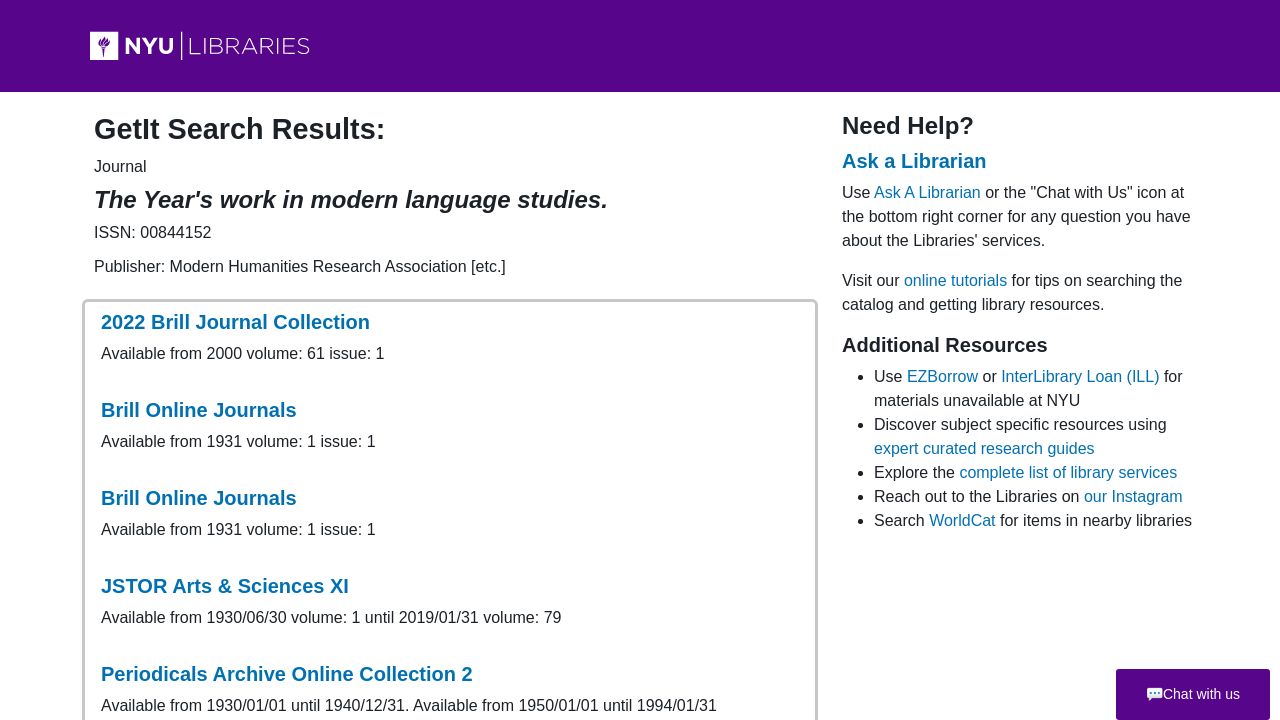 NYU LIBRARIES
GetIt Search Results:
Journal
The Year's work in modern language studies.
ISSN: 00844152
Publisher: Modern Humanities Research Association [etc.]
2022 Brill Journal Collection
Available from 2000 volume: 61 issue: 1
Brill Online Journals
Available from 1931 volume: 1 issue: 1
Brill Online Journals
Available from 1931 volume: 1 issue: 1
JSTOR Arts & Sciences XI
Available from 1930/06/30 volume: 1 until 2019/01/31 volume: 79
Periodicals Archive Online Collection 2
Available from 1930/01/01 until 1940/12/31. Available from 1950/01/01 until 1994/01/31
Need Help?
Ask a Librarian
Use Ask A Librarian or the "Chat with Us" icon at
the bottom right corner for any question you have
about the Libraries' services.
Visit our online tutorials for tips on searching the
catalog and getting library resources.
Additional Resources
• Use EZBorrow or InterLibrary Loan (ILL) for
materials unavailable at NYU
• Discover subject specific resources using
expert curated research guides
• Explore the complete list of library services
• Reach out to the Libraries on our Instagram
• Search WorldCat for items in nearby libraries
💬Chat with us